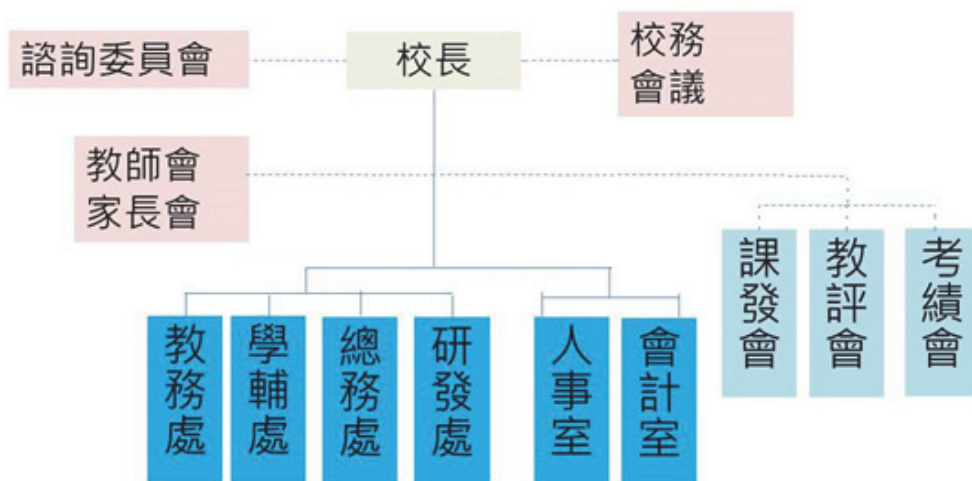 諮詢委員會
校長
校務
會議
教師會
家長會
課發會
教評會
考績會
教務處
學輔處
總務處
研發處
人事室
會計室